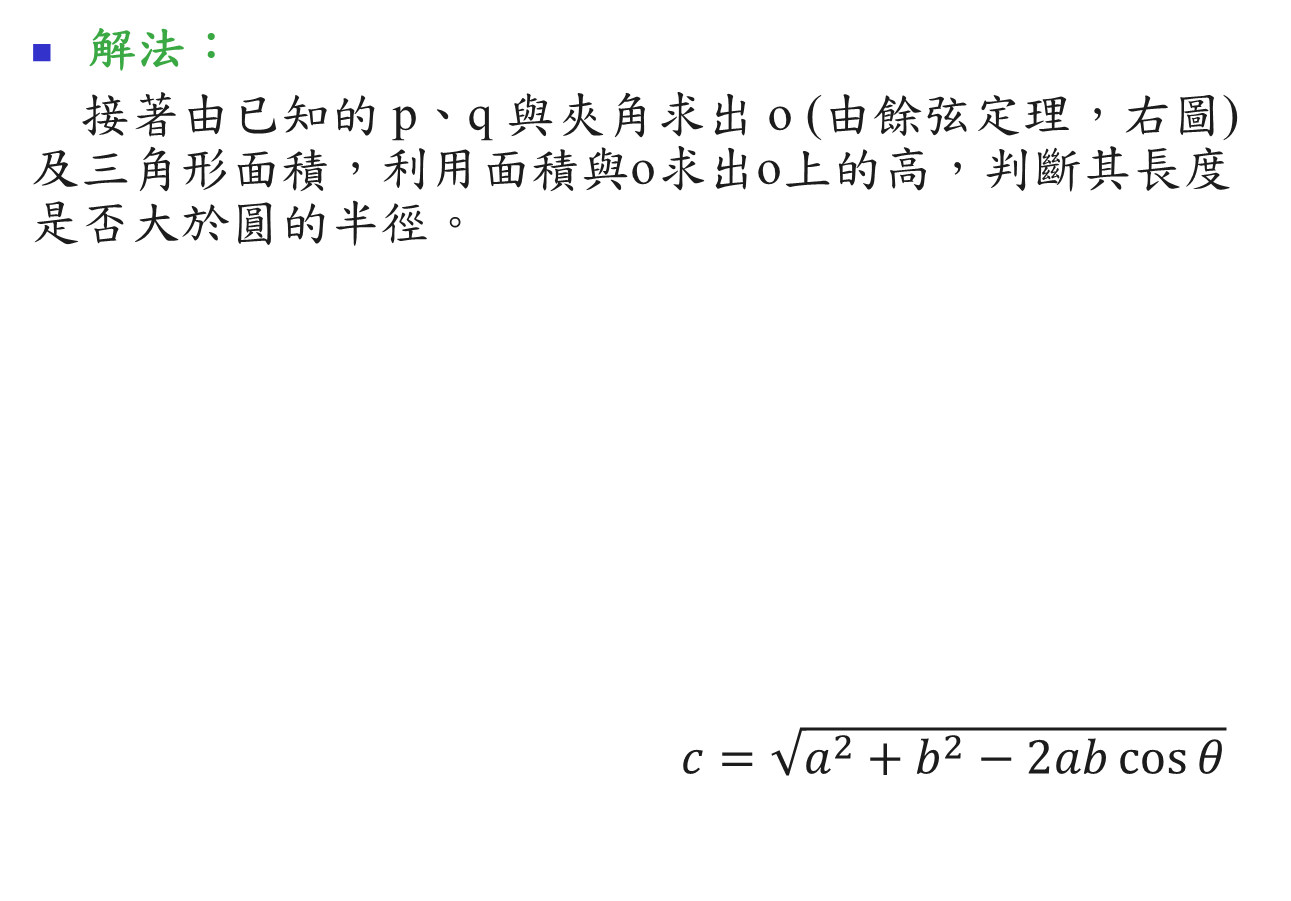 解法：
接著由已知的 p、q 與夾角求出 o (由餘弦定理，右圖)
及三角形面積，利用面積與o求出o上的高，判斷其長度
是否大於圓的半徑。
c = √(a² + b² − 2ab cos θ)